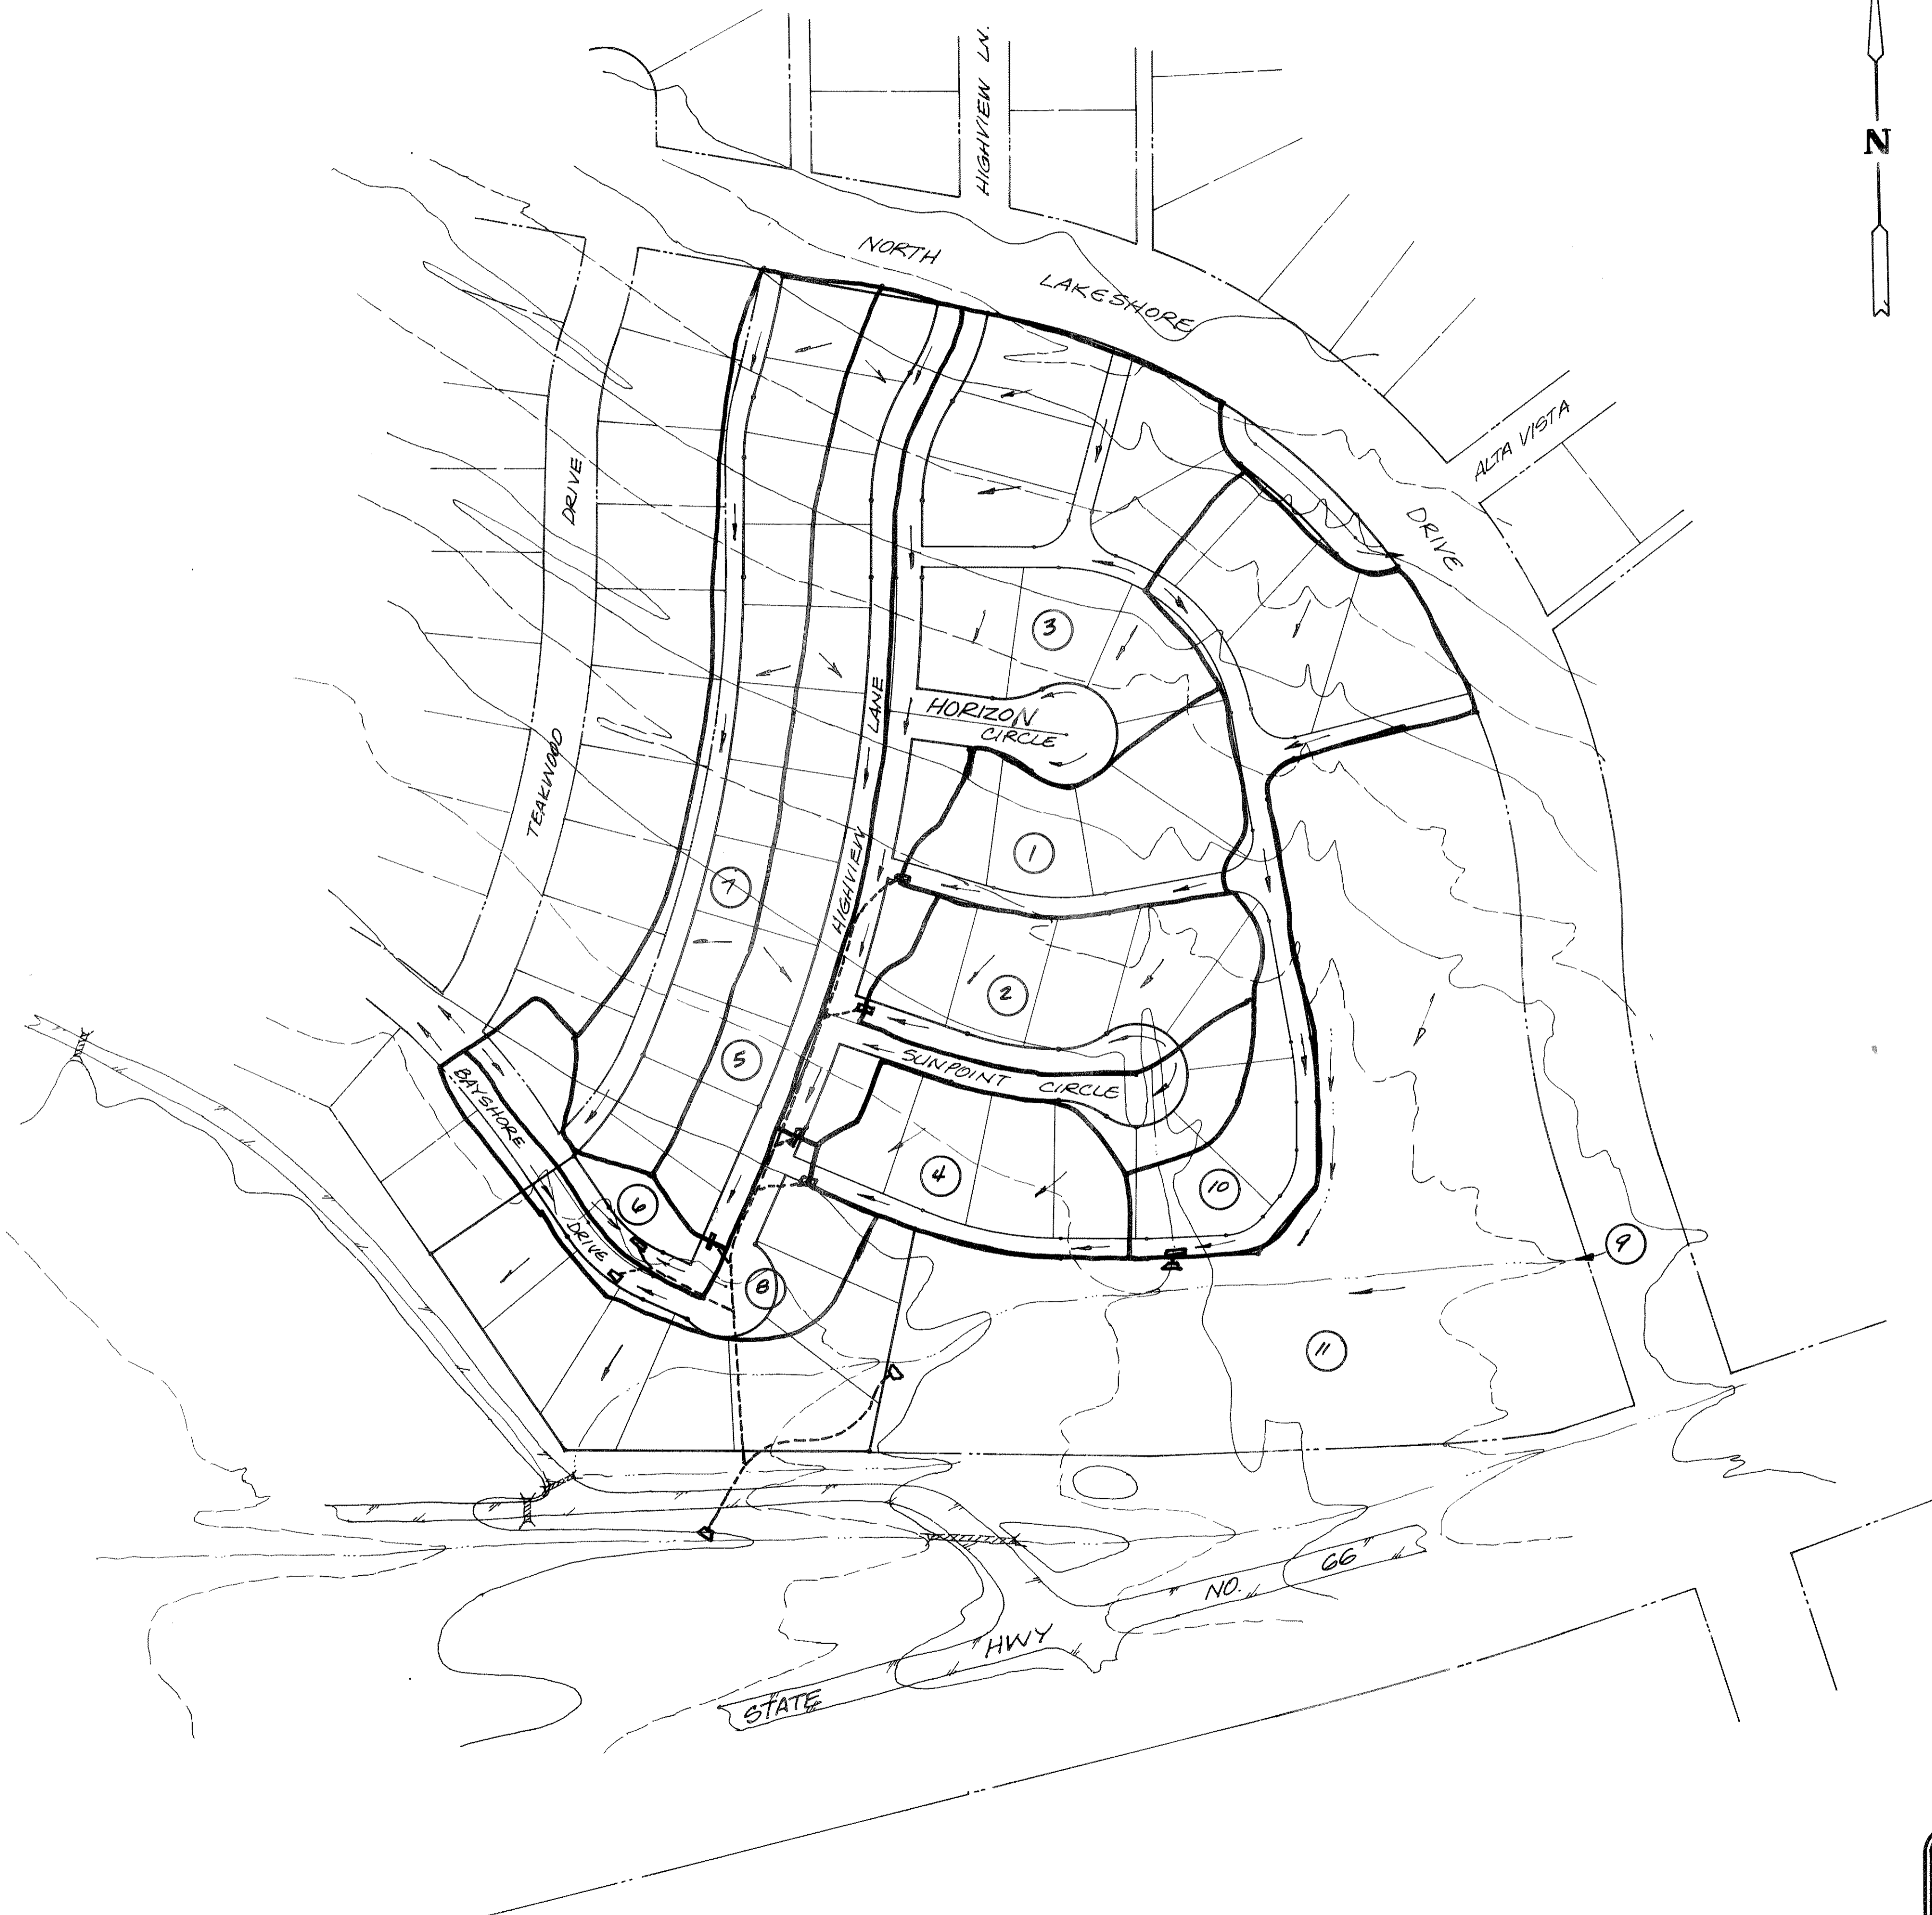 HIGHVIEW LN.
N
NORTH
LAKESHORE
DRIVE
ALTA VISTA
DRIVE
TEAKWOOD
3
HORIZON
CIRCLE
LANE
HIGHVIEW
1
7
2
5
SUNPOINT CIRCLE
BAYSHORE
DRIVE
6
4
10
8
9
11
STATE
HWY
NO.
66